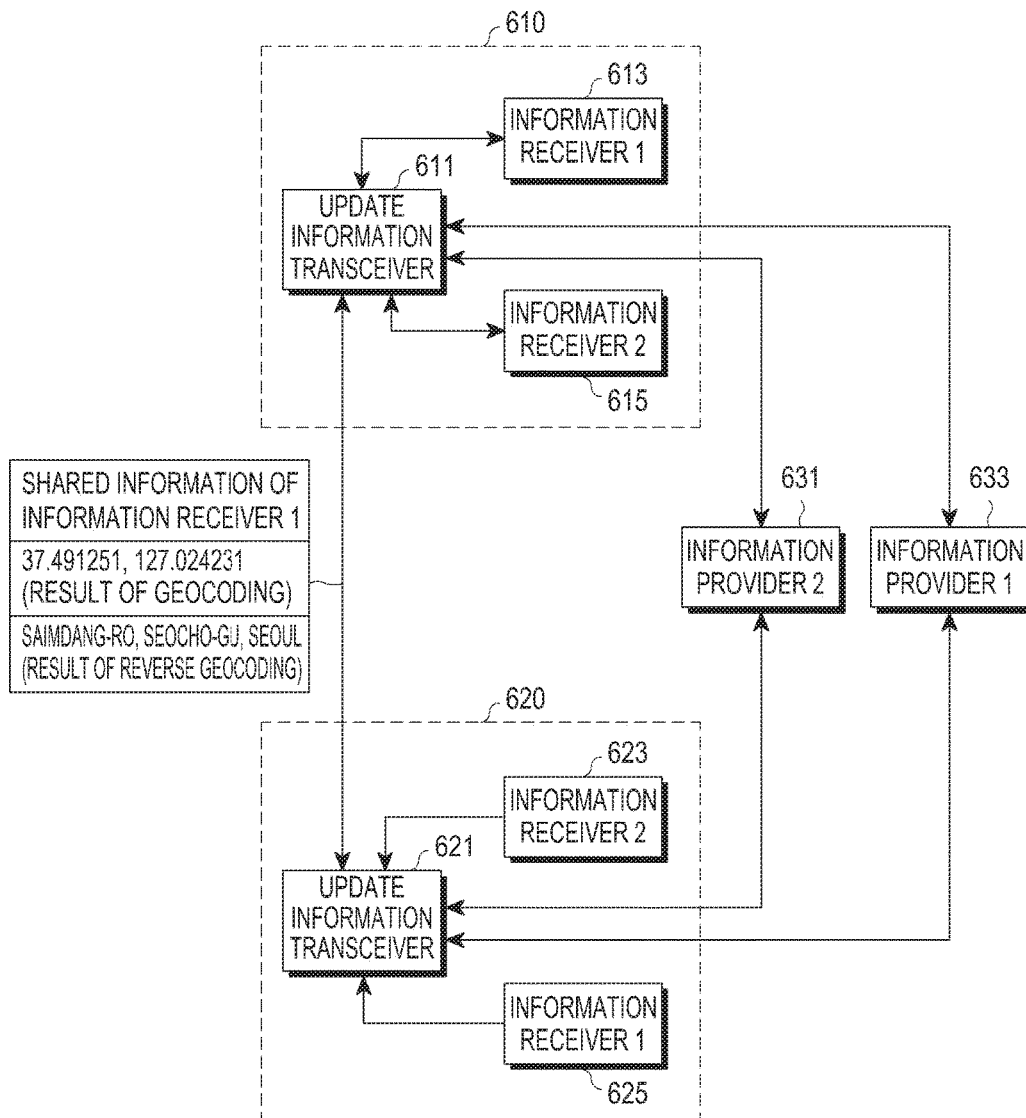 610
613
INFORMATION
RECEIVER 1
611
UPDATE
INFORMATION
TRANSCEIVER
INFORMATION
RECEIVER 2
615
SHARED INFORMATION OF
INFORMATION RECEIVER 1
37.491251, 127.024231
(RESULT OF GEOCODING)
SAIMDANG-RO, SEOCHO-GU, SEOUL
(RESULT OF REVERSE GEOCODING)
631
INFORMATION
PROVIDER 2
633
INFORMATION
PROVIDER 1
620
623
INFORMATION
RECEIVER 2
621
UPDATE
INFORMATION
TRANSCEIVER
INFORMATION
RECEIVER 1
625